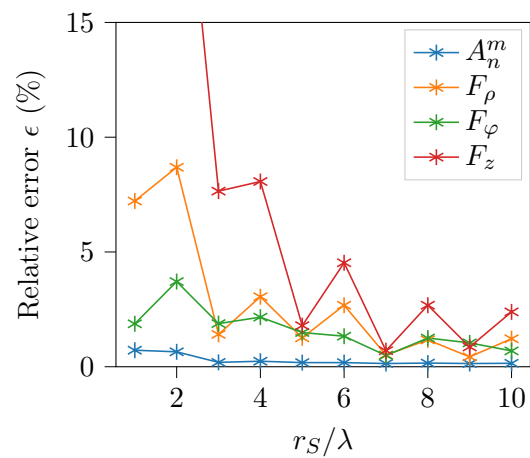 15
10
5
0
Relative error ϵ (%)
2
4
6
8
10
r_S/λ
A_n^m
F_ρ
F_φ
F_z